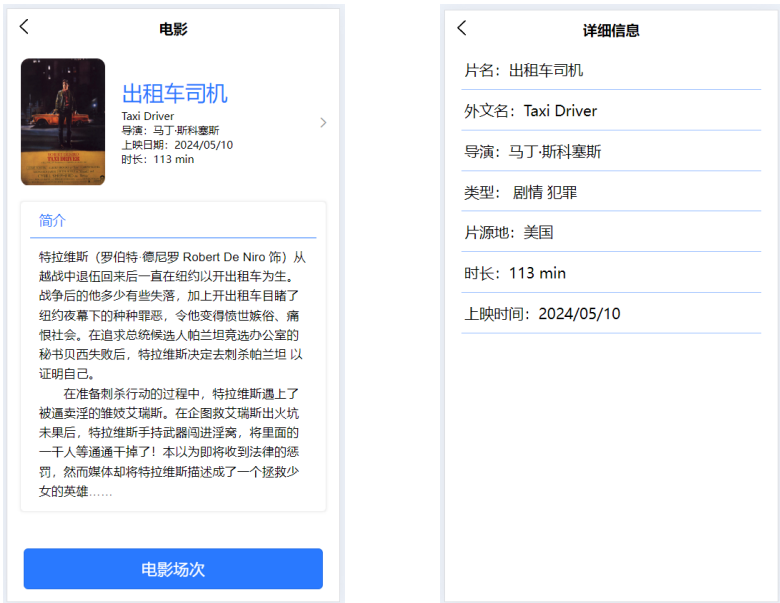 电影
出租车司机
Taxi Driver
导演：马丁·斯科塞斯
上映日期：2024/05/10
时长：113 min
TAXI DRIVER
简介
特拉维斯（罗伯特·德尼罗 Robert De Niro 饰）从
越战中退伍回来后一直在纽约以开出租车为生。
战争后的他多少有些失落，加上开出租车目睹了
纽约夜幕下的种种罪恶，令他变得愤世嫉俗、痛
恨社会。在追求总统候选人帕兰坦竞选办公室的
秘书贝西失败后，特拉维斯决定去刺杀帕兰坦 以
证明自己。
在准备刺杀行动的过程中，特拉维斯遇上了
被逼卖淫的雏妓艾瑞斯。在企图救艾瑞斯出火坑
未果后，特拉维斯手持武器闯进淫窝，将里面的
一干人等通通干掉了！本以为即将收到法律的惩
罚，然而媒体却将特拉维斯描述成了一个拯救少
女的英雄……
电影场次
详细信息
片名：出租车司机
外文名：Taxi Driver
导演：马丁·斯科塞斯
类型： 剧情 犯罪
片源地：美国
时长：113 min
上映时间：2024/05/10